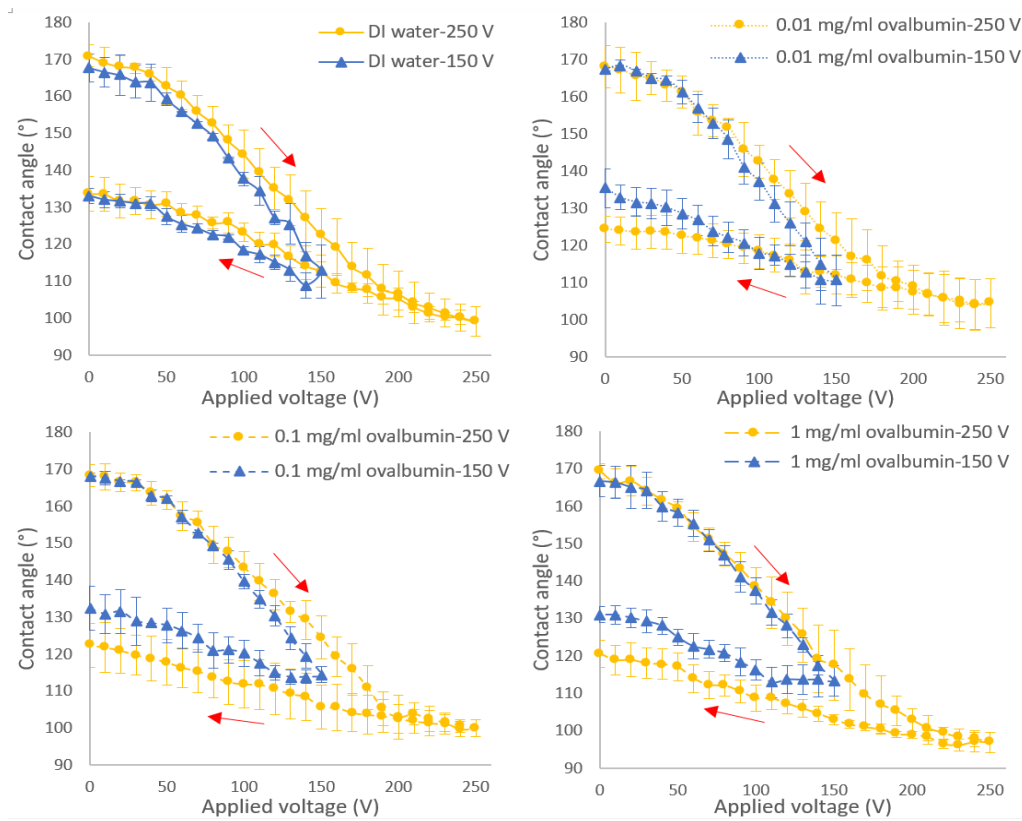 180
170
160
150
140
130
120
110
100
90
Contact angle (°)
DI water-250 V
DI water-150 V
0 50 100 150 200 250
Applied voltage (V)
180
170
160
150
140
130
120
110
100
90
Contact angle (°)
0.01 mg/ml ovalbumin-250 V
0.01 mg/ml ovalbumin-150 V
0 50 100 150 200 250
Applied voltage (V)
180
170
160
150
140
130
120
110
100
90
Contact angle (°)
0.1 mg/ml ovalbumin-250 V
0.1 mg/ml ovalbumin-150 V
0 50 100 150 200 250
Applied voltage (V)
180
170
160
150
140
130
120
110
100
90
Contact angle (°)
1 mg/ml ovalbumin-250 V
1 mg/ml ovalbumin-150 V
0 50 100 150 200 250
Applied voltage (V)